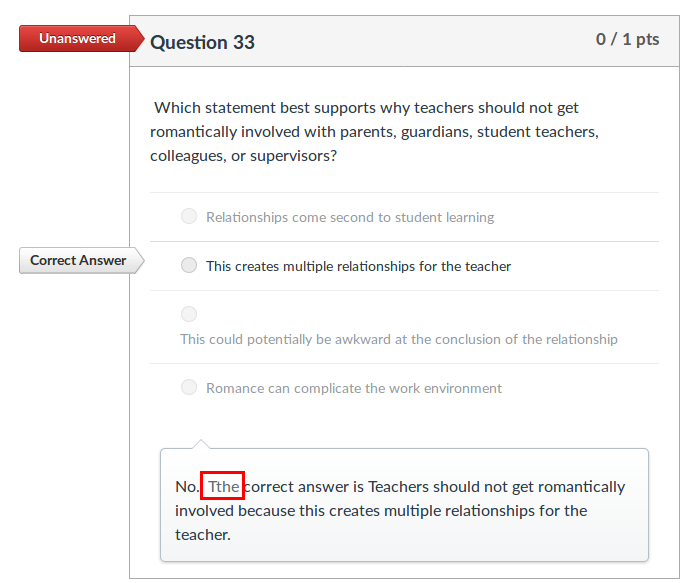 Unanswered
Question 33
0 / 1 pts
Which statement best supports why teachers should not get
romantically involved with parents, guardians, student teachers,
colleagues, or supervisors?
Relationships come second to student learning
Correct Answer
This creates multiple relationships for the teacher
This could potentially be awkward at the conclusion of the relationship
Romance can complicate the work environment
No. Tthe correct answer is Teachers should not get romantically
involved because this creates multiple relationships for the
teacher.